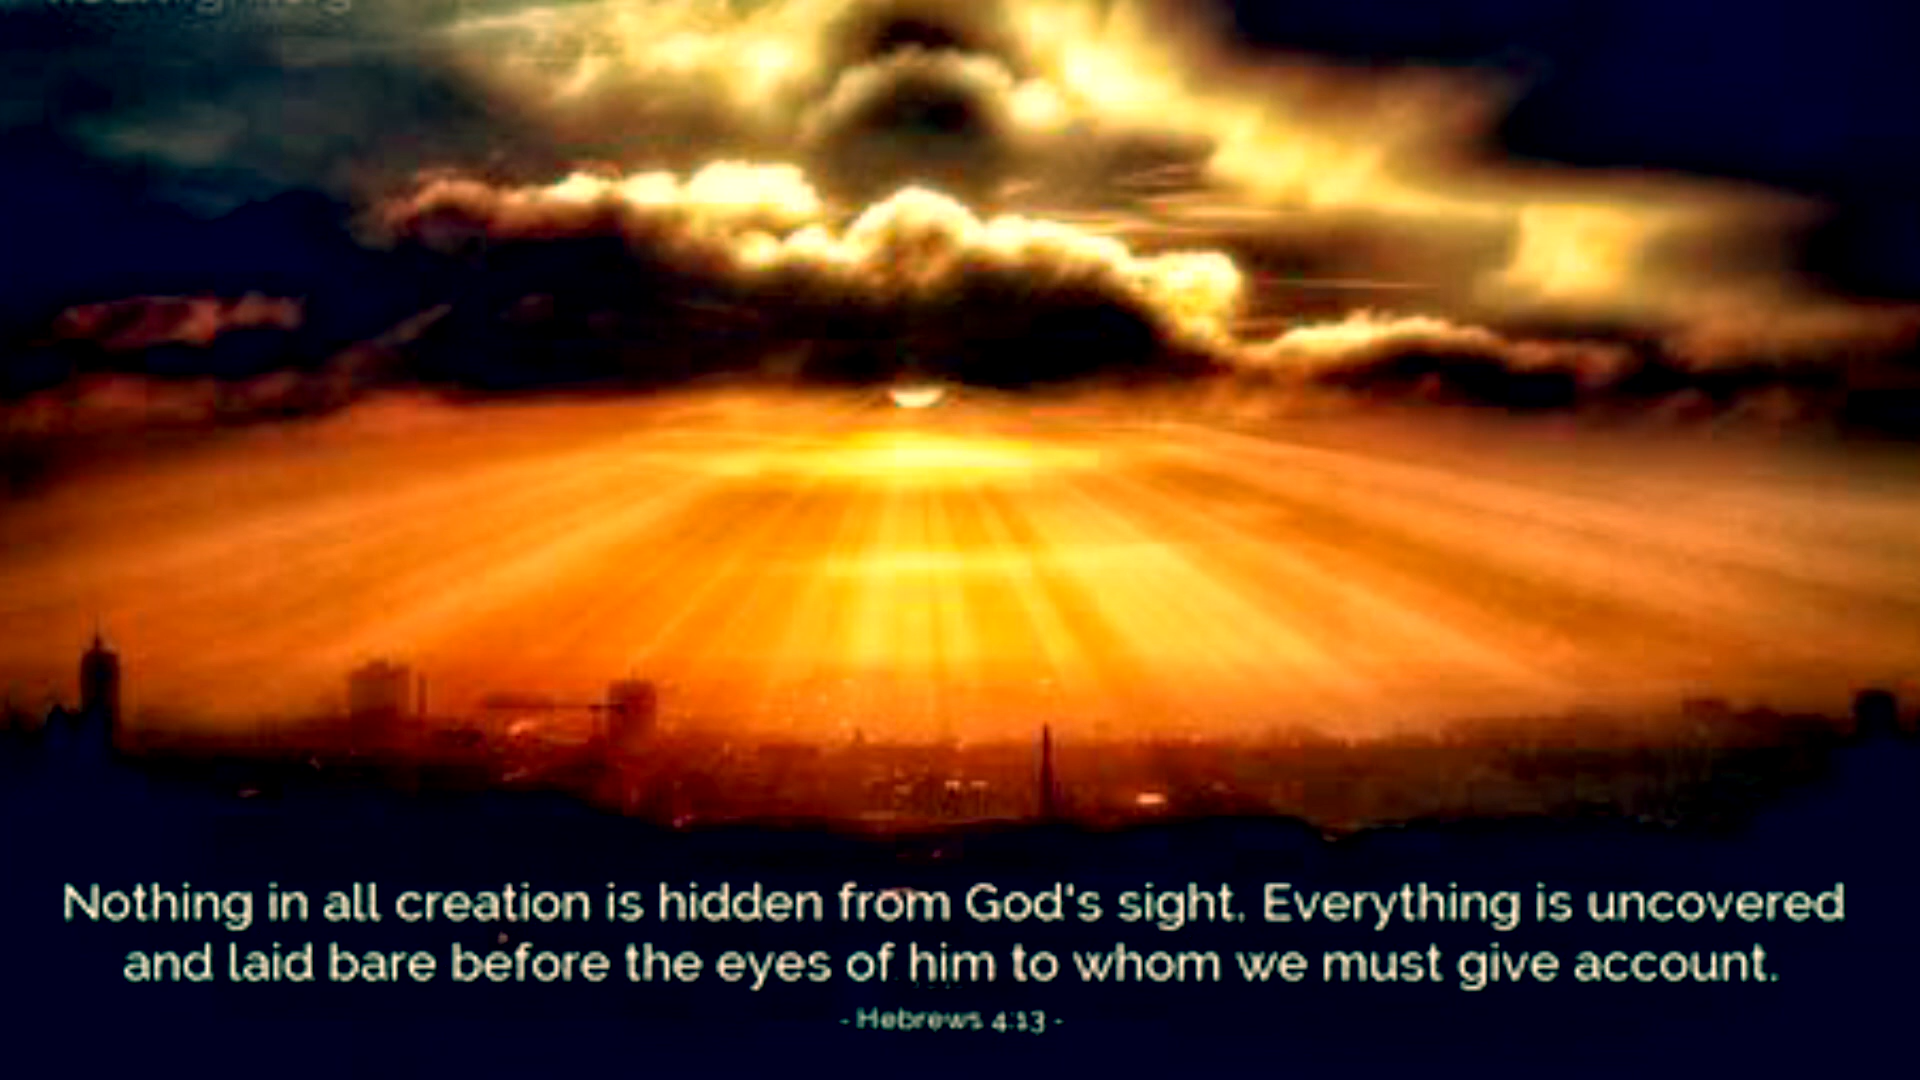 Nothing in all creation is hidden from God's sight. Everything is uncovered
and laid bare before the eyes of him to whom we must give account.
- Hebrews 4:13 -